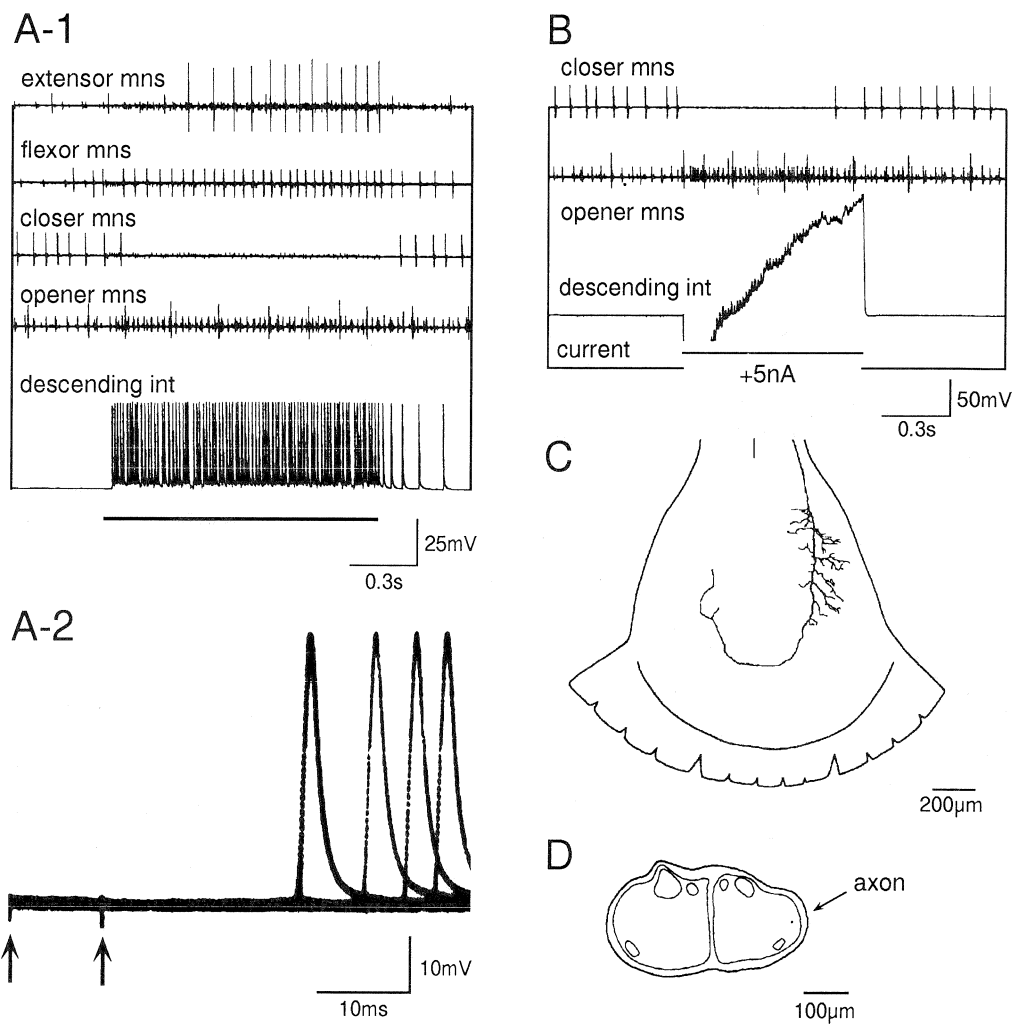 A-1
extensor mns
flexor mns
closer mns
opener mns
descending int
25mV
0.3s
A-2
10mV
10ms
B
closer mns
opener mns
descending int
current
+5nA
50mV
0.3s
C
200µm
D
axon
100µm